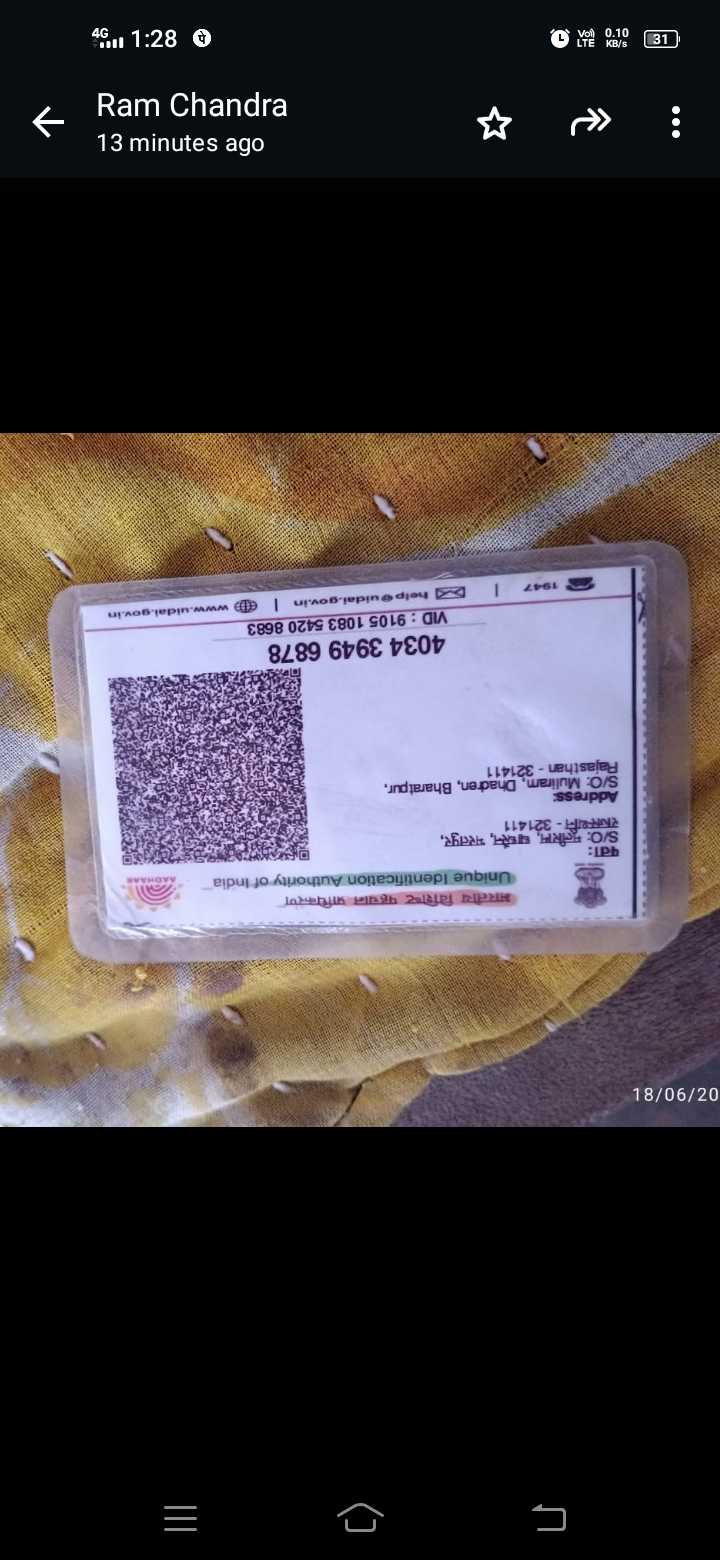 4G 1:28 पे Vo) LTE 0.10 KB/s 31
Ram Chandra
13 minutes ago
भारतीय विशिष्ट पहचान प्राधिकरण
Unique Identification Authority of India
AADHAAR
पता:
S/O: मूलीराम, धाधरेन, भरतपुर,
राजस्थान - 321411
Address:
S/O: Muliram, Dhadren, Bharatpur,
Rajasthan - 321411
4034 3949 6878
VID : 9105 1083 5420 8683
1947 | help@uidai.gov.in | www.uidai.gov.in
18/06/20